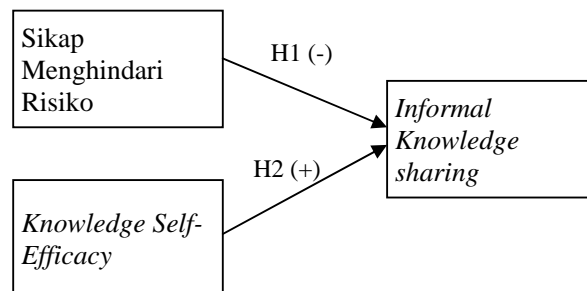 Sikap
Menghindari
Risiko
H1 (-)
Informal
Knowledge
sharing
H2 (+)
Knowledge Self-
Efficacy